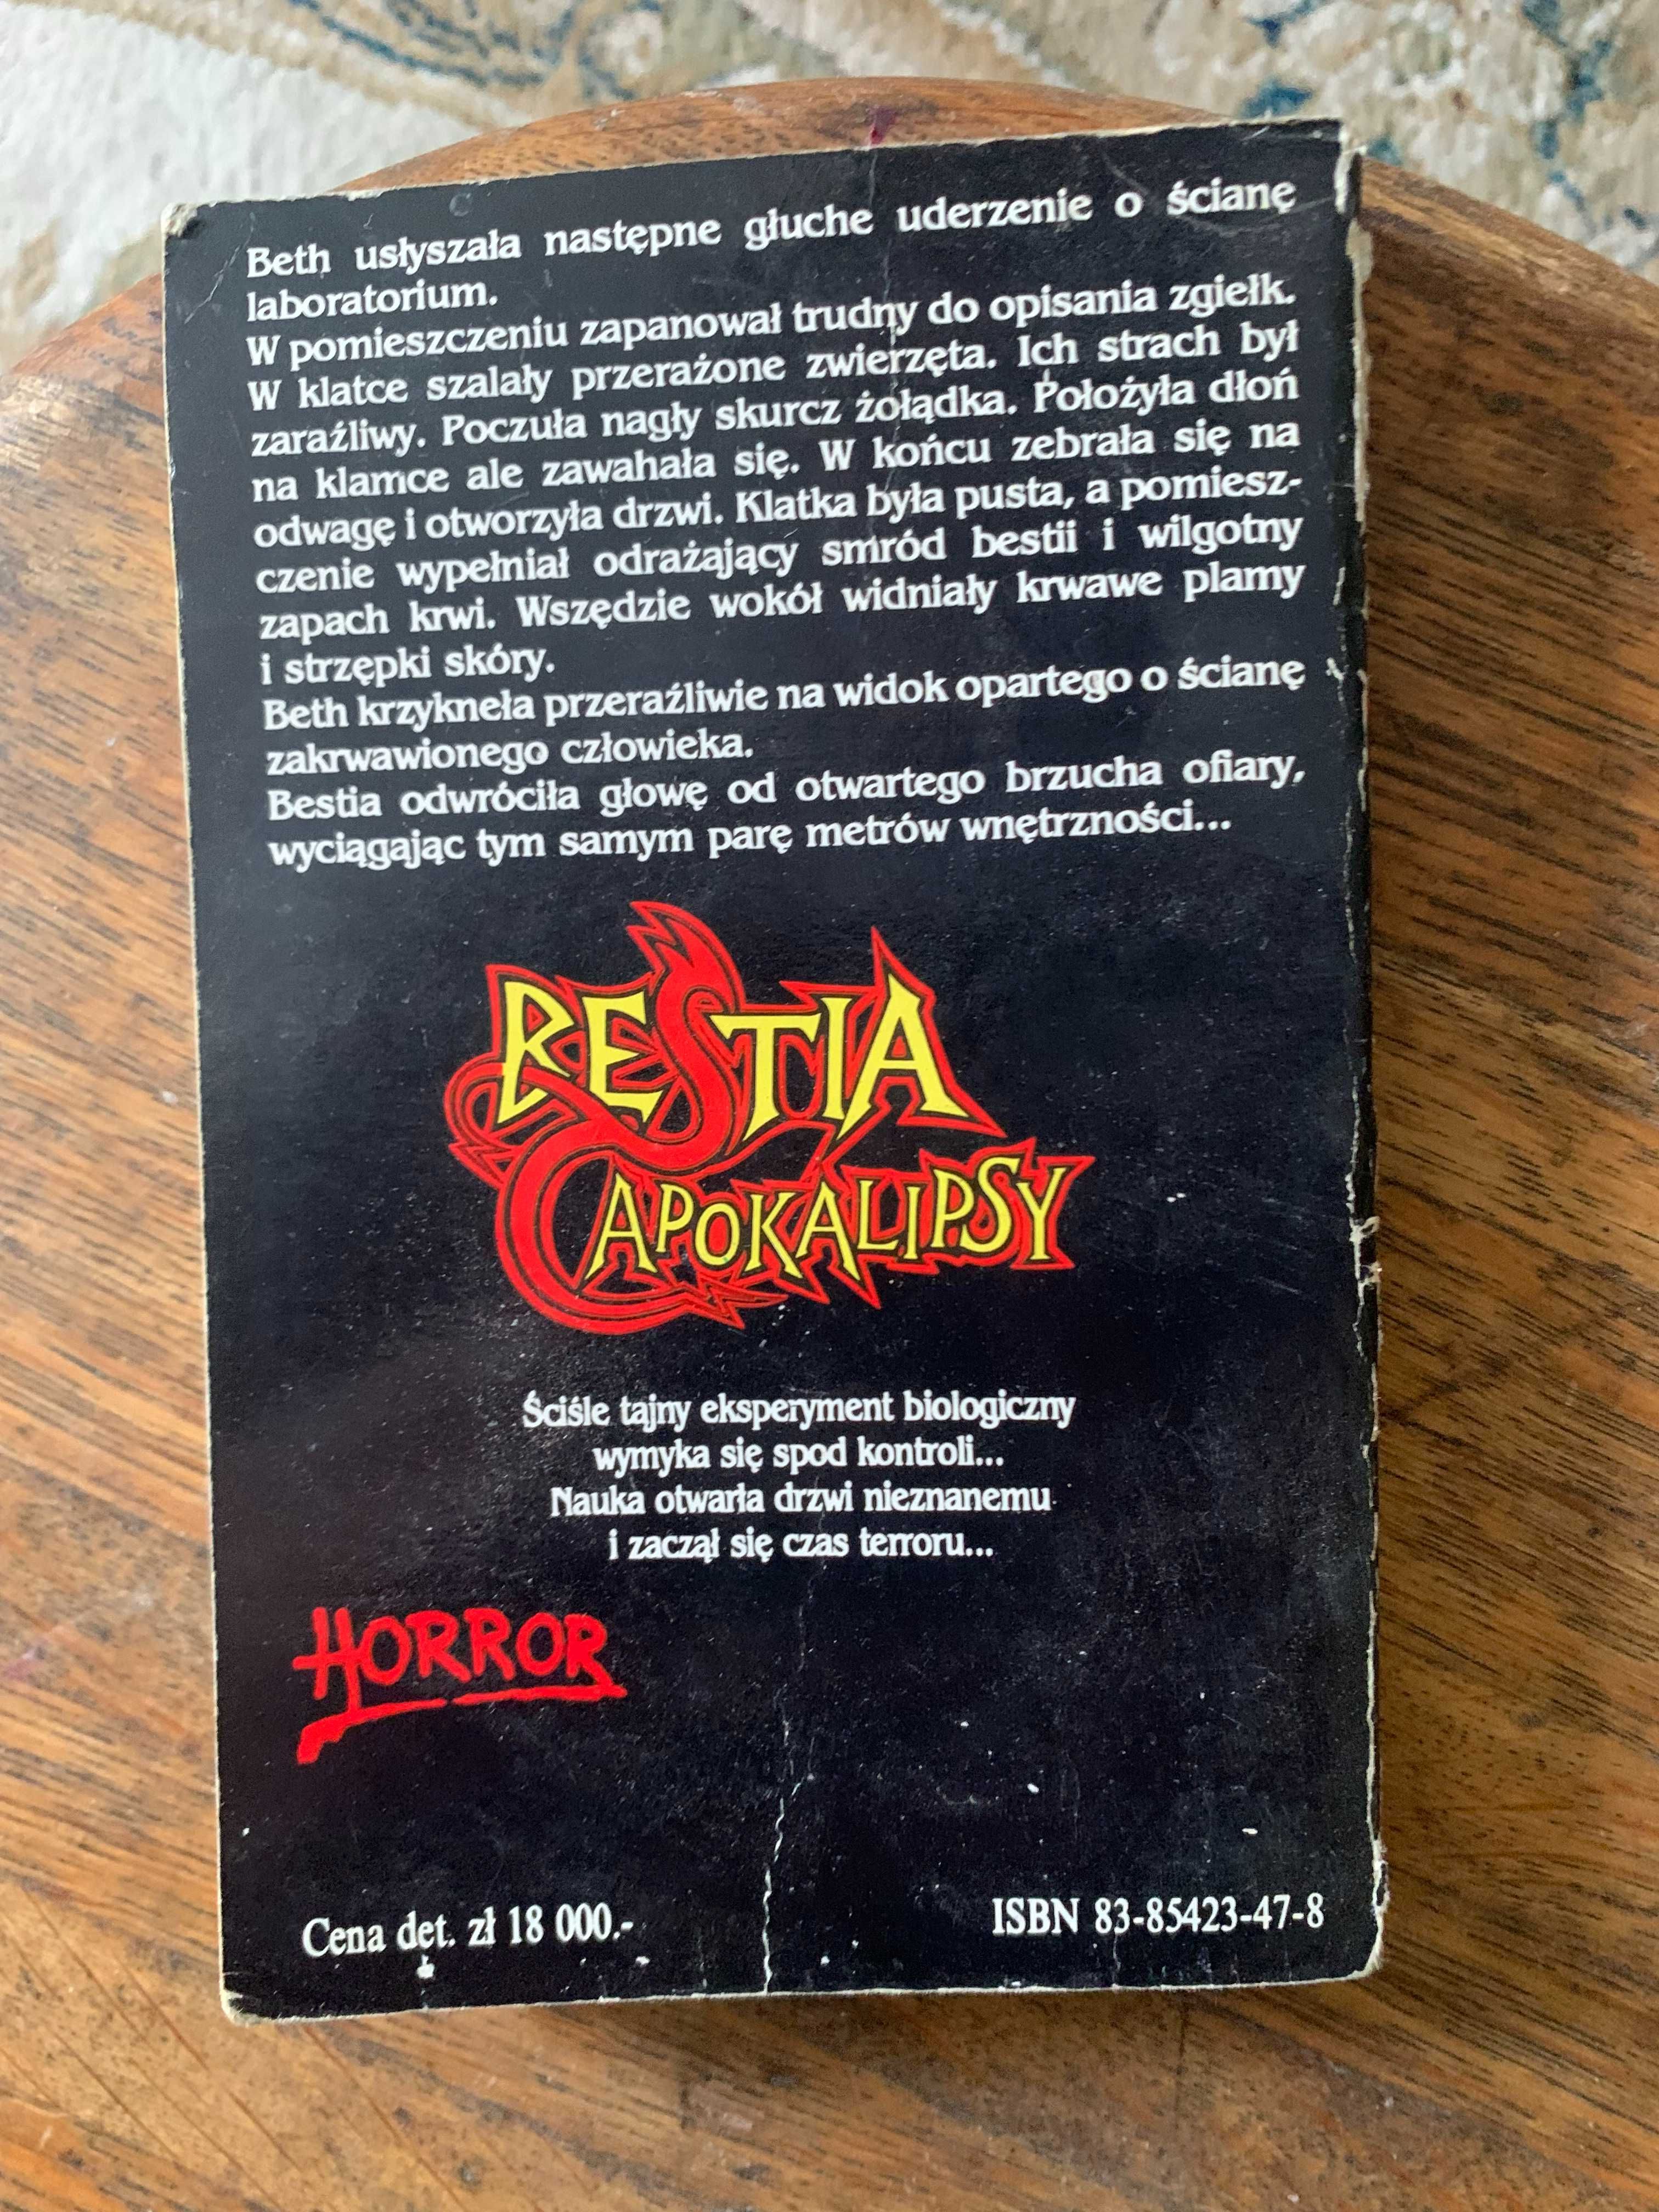 Beth usłyszała następne głuche uderzenie o ścianę
laboratorium.
W pomieszczeniu zapanował trudny do opisania zgiełk.
W klatce szalały przerażone zwierzęta. Ich strach był
zaraźliwy. Poczuła nagły skurcz żołądka. Położyła dłoń
na klamce ale zawahała się. W końcu zebrała się na
odwagę i otworzyła drzwi. Klatka była pusta, a pomiesz-
czenie wypełniał odrażający smród bestii i wilgotny
zapach krwi. Wszędzie wokół widniały krwawe plamy
i strzępki skóry.
Beth krzykneła przeraźliwie na widok opartego o ścianę
zakrwawionego człowieka.
Bestia odwróciła głowę od otwartego brzucha ofiary,
wyciągając tym samym parę metrów wnętrzności...
BESTIA
APOKALIPSY
Ściśle tajny eksperyment biologiczny
wymyka się spod kontroli...
Nauka otwarła drzwi nieznanemu
i zaczął się czas terroru...
HORROR
Cena det. zł 18 000.-
ISBN 83-85423-47-8